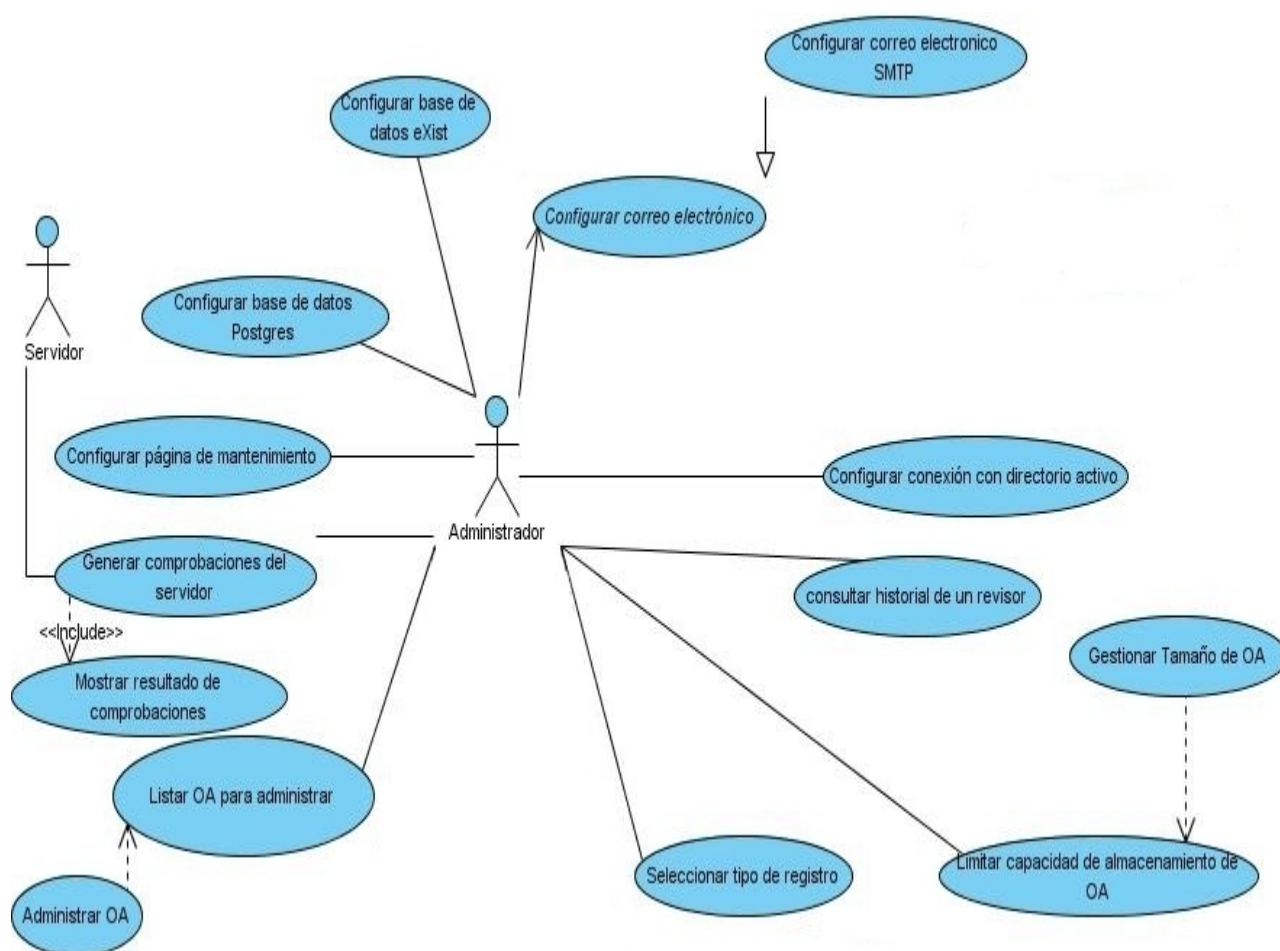 Configurar correo electronico
SMTP
Configurar base de
datos eXist
Configurar correo electrónico
Servidor
Configurar base de datos
Postgres
Configurar página de mantenimiento
Administrador
Configurar conexión con directorio activo
Generar comprobaciones del
servidor
consultar historial de un revisor
<<Include>>
Gestionar Tamaño de OA
Mostrar resultado de
comprobaciones
Listar OA para administrar
Seleccionar tipo de registro
Limitar capacidad de almacenamiento de
OA
Administrar OA